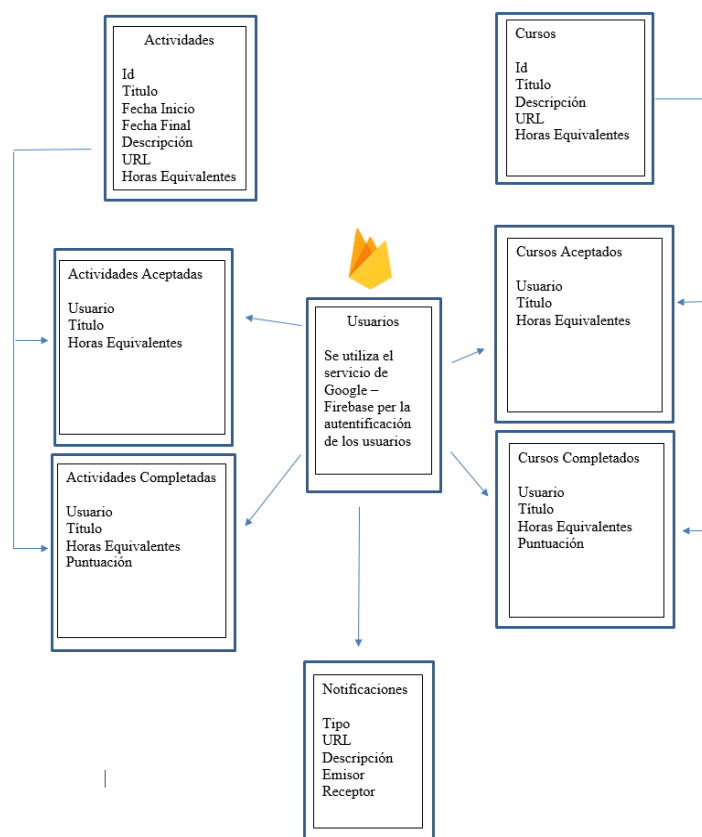 Actividades
Id
Titulo
Fecha Inicio
Fecha Final
Descripción
URL
Horas Equivalentes
Cursos
Id
Título
Descripción
URL
Horas Equivalentes
Actividades Aceptadas
Usuario
Título
Horas Equivalentes
Usuarios
Se utiliza el
servicio de
Google –
Firebase per la
autentificación
de los usuarios
Cursos Aceptados
Usuario
Título
Horas Equivalentes
Actividades Completadas
Usuario
Título
Horas Equivalentes
Puntuación
Cursos Completados
Usuario
Título
Horas Equivalentes
Puntuación
Notificaciones
Tipo
URL
Descripción
Emisor
Receptor